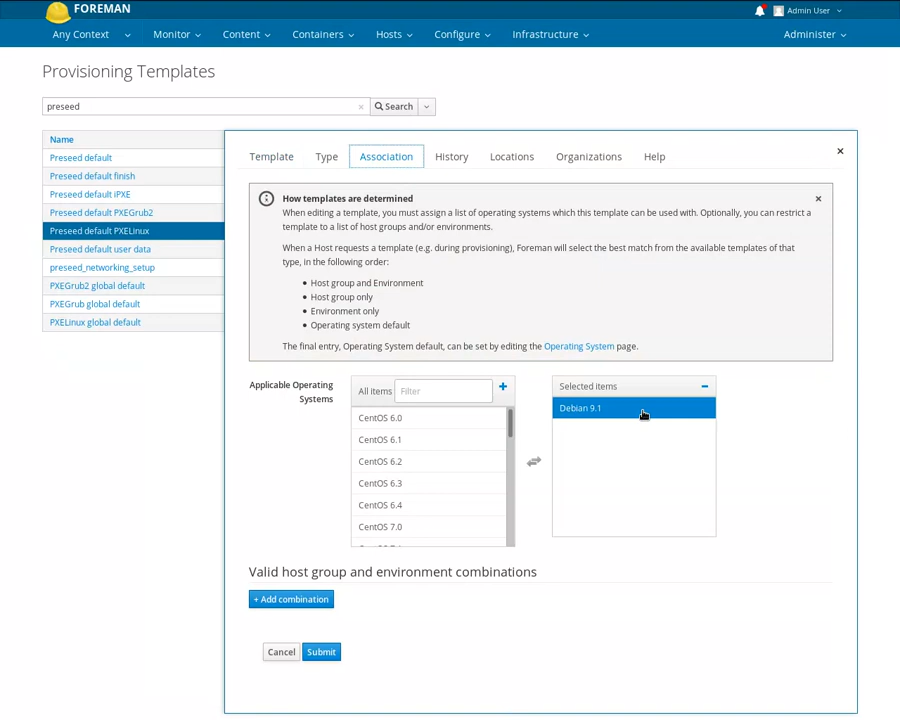 FOREMAN
Admin User
Any Context Monitor Content Containers Hosts Configure Infrastructure Administer
Provisioning Templates
preseed
Search
Name
Preseed default
Preseed default finish
Preseed default iPXE
Preseed default PXEGrub2
Preseed default PXELinux
Preseed default user data
preseed_networking_setup
PXEGrub2 global default
PXEGrub global default
PXELinux global default
Template Type Association History Locations Organizations Help
How templates are determined
When editing a template, you must assign a list of operating systems which this template can be used with. Optionally, you can restrict a
template to a list of host groups and/or environments.
When a Host requests a template (e.g. during provisioning), Foreman will select the best match from the available templates of that
type, in the following order:
Host group and Environment
Host group only
Environment only
Operating system default
The final entry, Operating System default, can be set by editing the Operating System page.
Applicable Operating
Systems
All items Filter
CentOS 6.0
CentOS 6.1
CentOS 6.2
CentOS 6.3
CentOS 6.4
CentOS 7.0
Selected items
Debian 9.1
Valid host group and environment combinations
+ Add combination
Cancel Submit